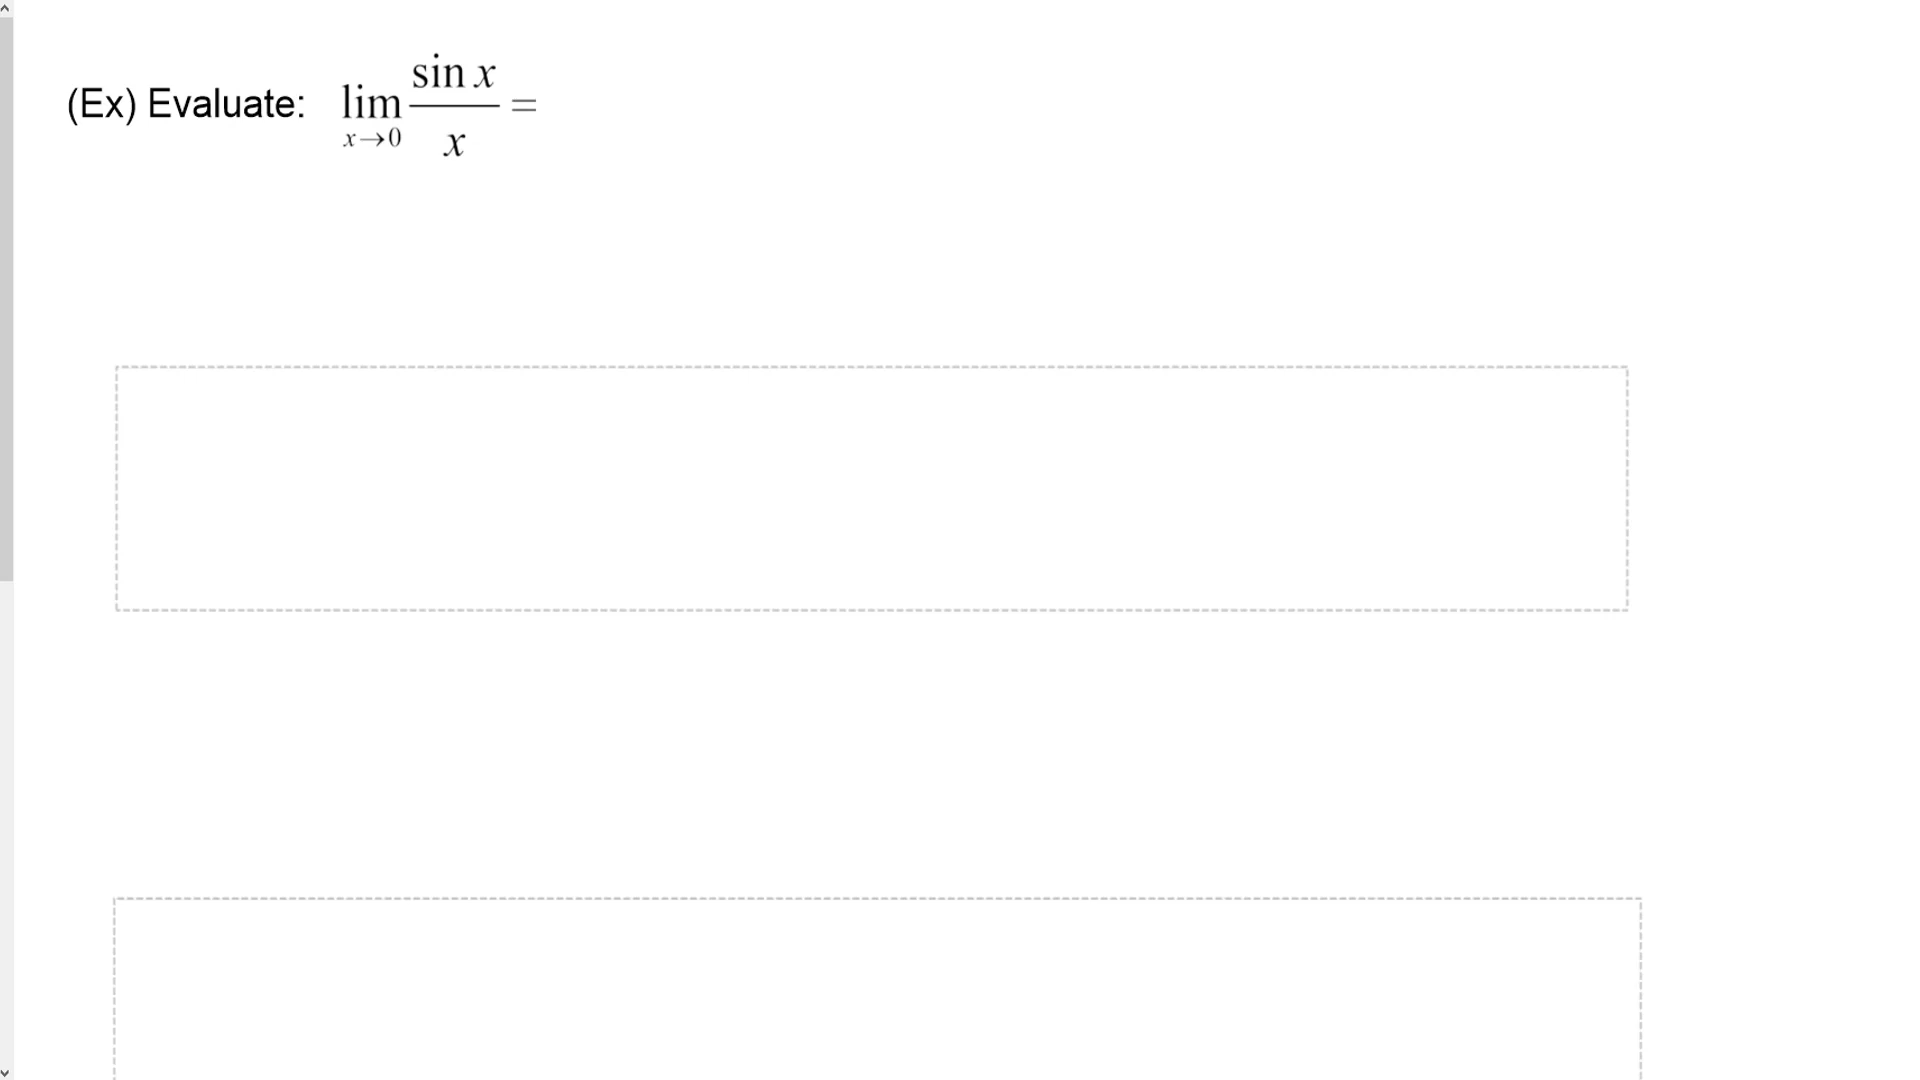 (Ex) Evaluate: lim x→0 sin x / x =